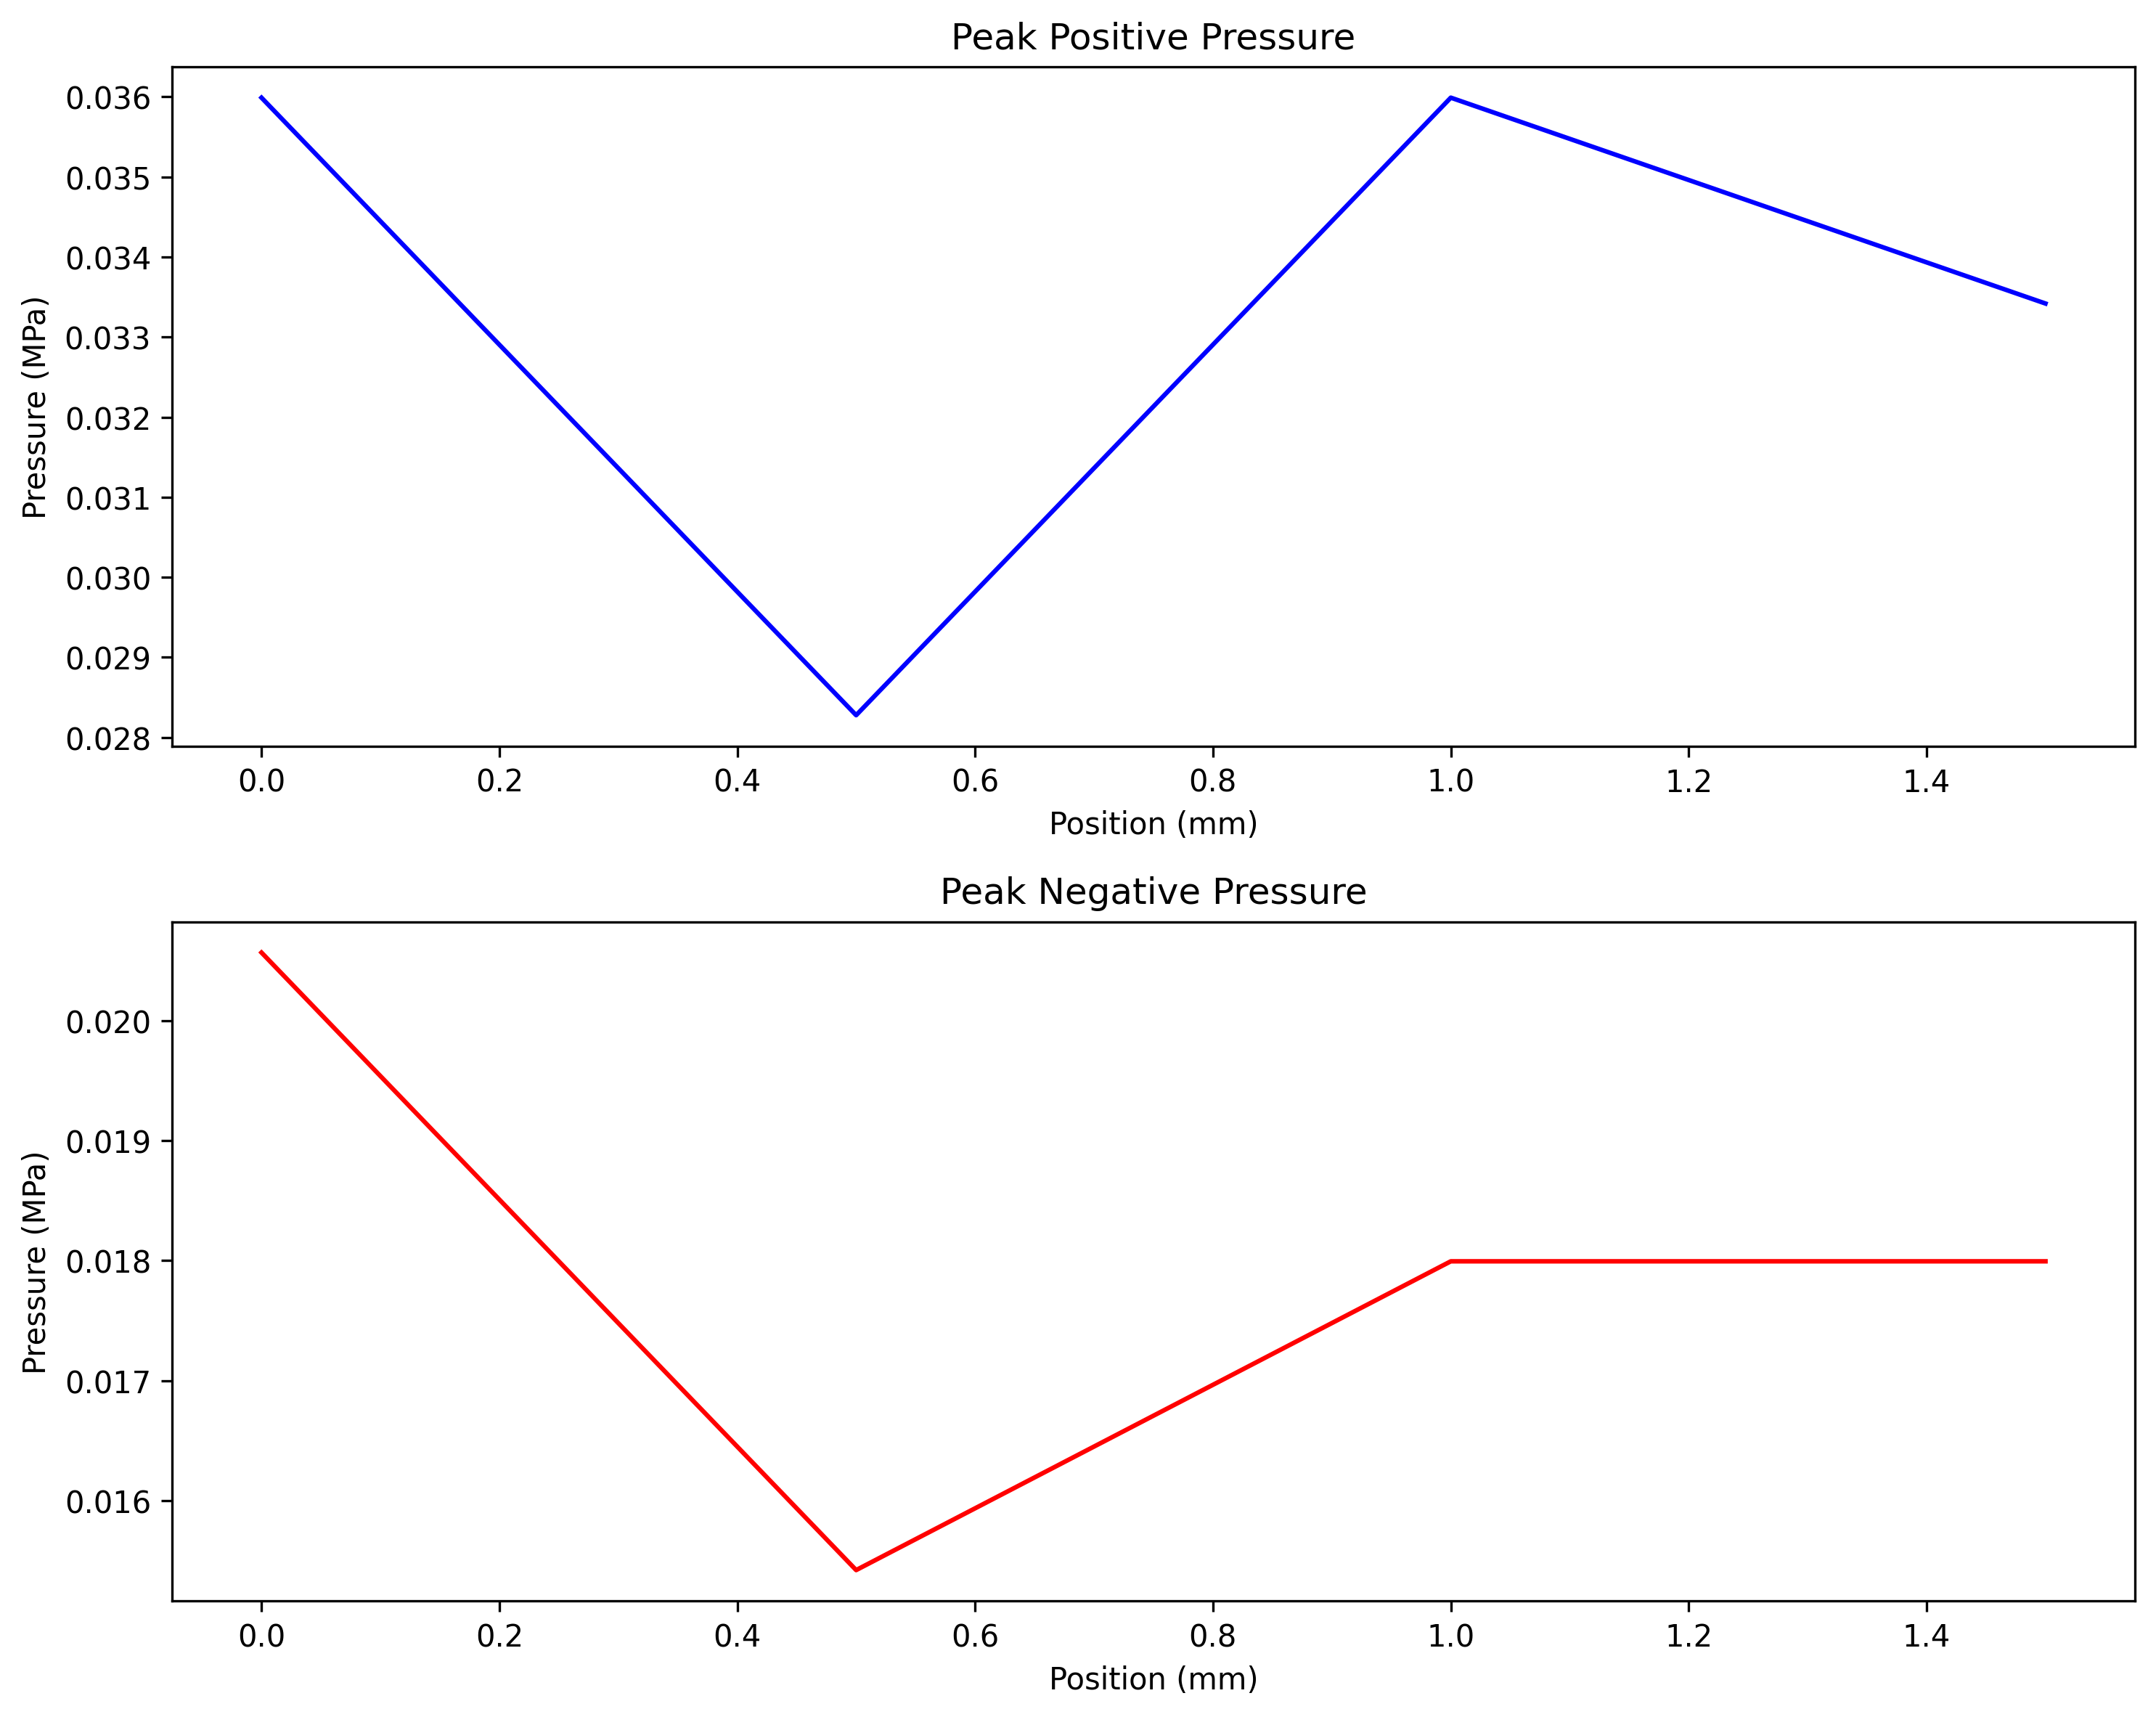 Peak Positive Pressure
0.036
0.035
0.034
0.033
0.032
0.031
0.030
0.029
0.028
Pressure (MPa)
0.0 0.2 0.4 0.6 0.8 1.0 1.2 1.4
Position (mm)
Peak Negative Pressure
0.020
0.019
0.018
0.017
0.016
Pressure (MPa)
0.0 0.2 0.4 0.6 0.8 1.0 1.2 1.4
Position (mm)